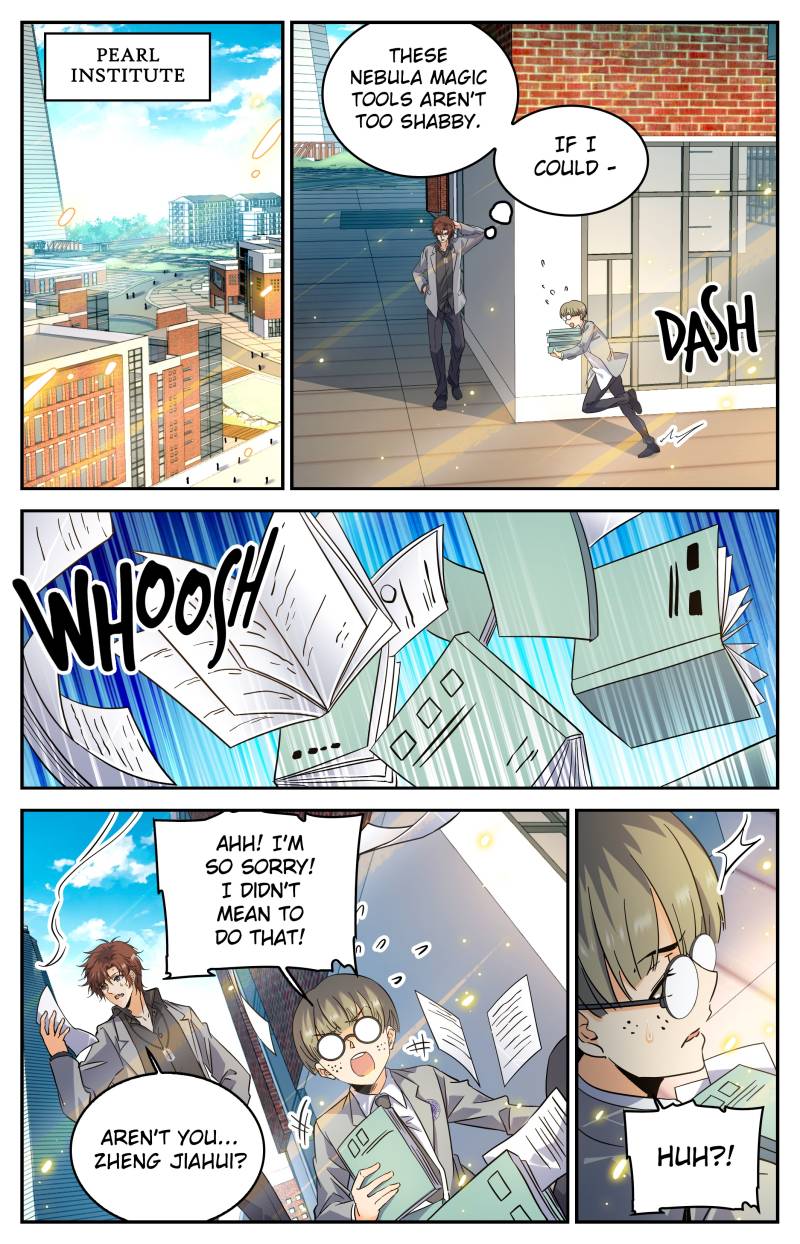 PEARL
INSTITUTE
THESE
NEBULA MAGIC
TOOLS AREN'T
TOO SHABBY.
IF I
COULD -
DASH
WHOOSH
AHH! I'M
SO SORRY!
I DIDN'T
MEAN TO
DO THAT!
AREN'T YOU...
ZHENG JIAHUI?
HUH?!